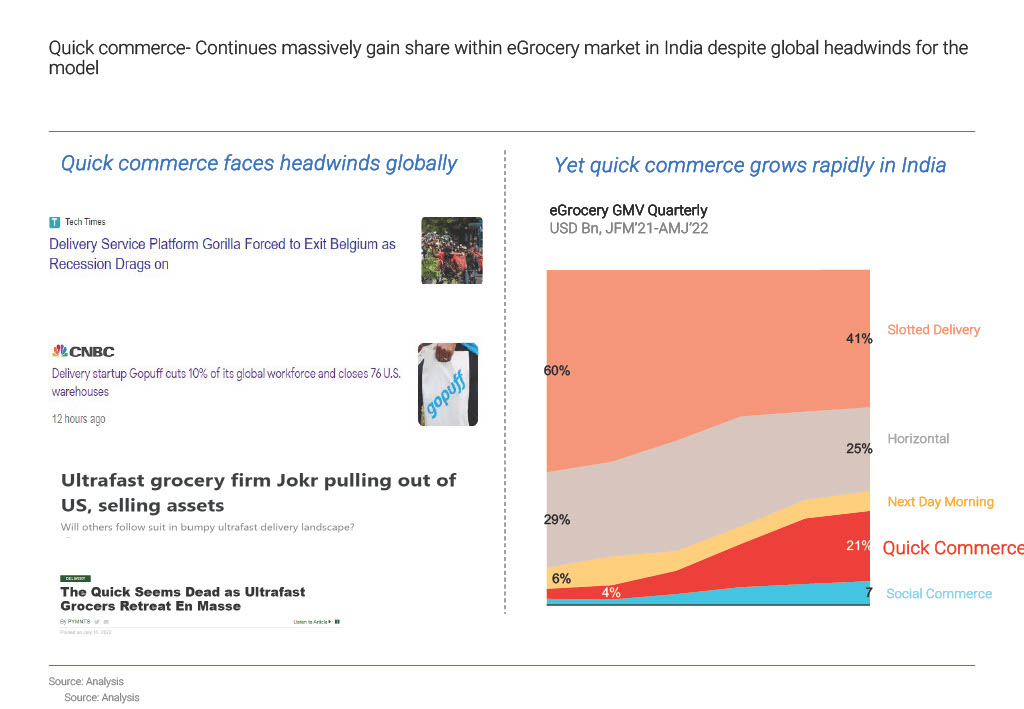 Quick commerce- Continues massively gain share within eGrocery market in India despite global headwinds for the
model
Quick commerce faces headwinds globally
T Tech Times
Delivery Service Platform Gorilla Forced to Exit Belgium as
Recession Drags on
CNBC
Delivery startup Gopuff cuts 10% of its global workforce and closes 76 U.S.
warehouses
12 hours ago
gopuff
Ultrafast grocery firm Jokr pulling out of
US, selling assets
Will others follow suit in bumpy ultrafast delivery landscape?
DELIVERY
The Quick Seems Dead as Ultrafast
Grocers Retreat En Masse
By PYMNTS
Listen to Article
Yet quick commerce grows rapidly in India
eGrocery GMV Quarterly
USD Bn, JFM'21-AMJ'22
60%
29%
6%
4%
41%
25%
21%
7
Slotted Delivery
Horizontal
Next Day Morning
Quick Commerce
Social Commerce
Source: Analysis
Source: Analysis